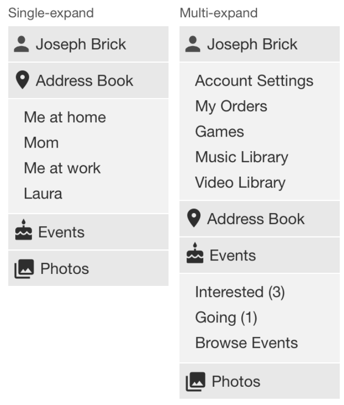 Single-expand
Joseph Brick
Address Book
Me at home
Mom
Me at work
Laura
Events
Photos
Multi-expand
Joseph Brick
Account Settings
My Orders
Games
Music Library
Video Library
Address Book
Events
Interested (3)
Going (1)
Browse Events
Photos